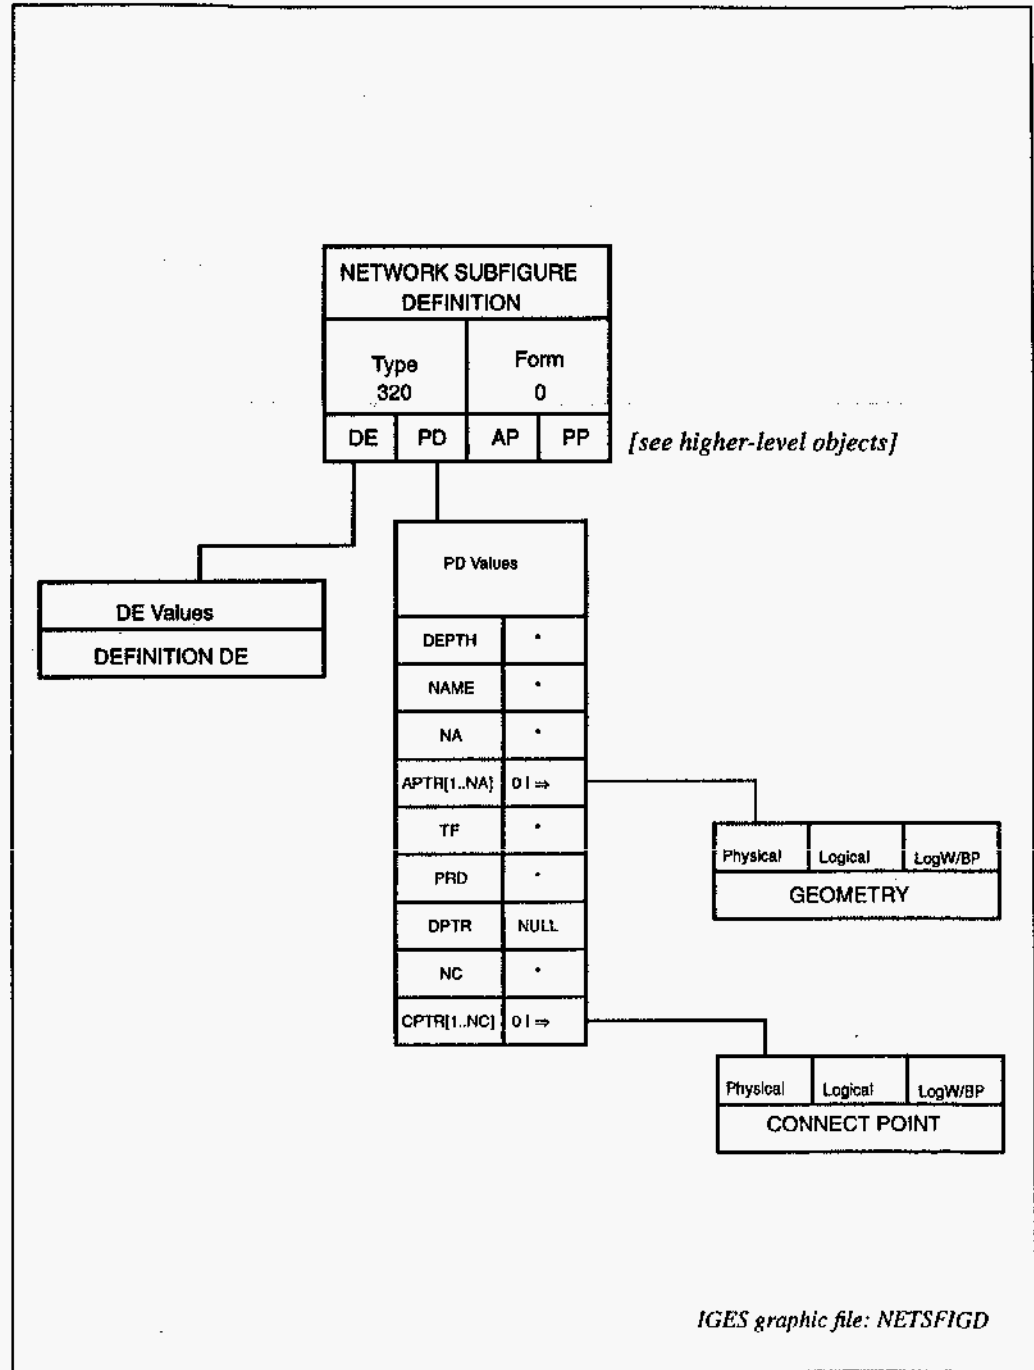 NETWORK SUBFIGURE
DEFINITION
Type
320
Form
0
DE PD AP PP
[see higher-level objects]
PD Values
DE Values
DEFINITION DE
DEPTH *
NAME *
NA *
APTR[1..NA] 0 | ⇒
TF *
PRD *
DPTR NULL
NC *
CPTR[1..NC] 0 | ⇒
Physical Logical LogW/BP
GEOMETRY
Physical Logical LogW/BP
CONNECT POINT
IGES graphic file: NETSFIGD